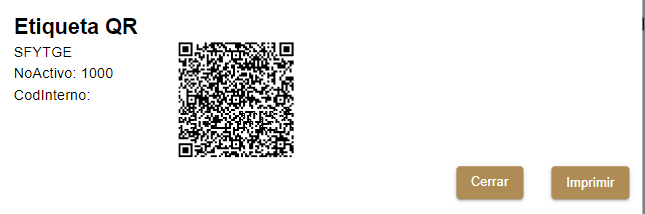 Etiqueta QR
SFYTGE
NoActivo: 1000
CodInterno:
Cerrar
Imprimir